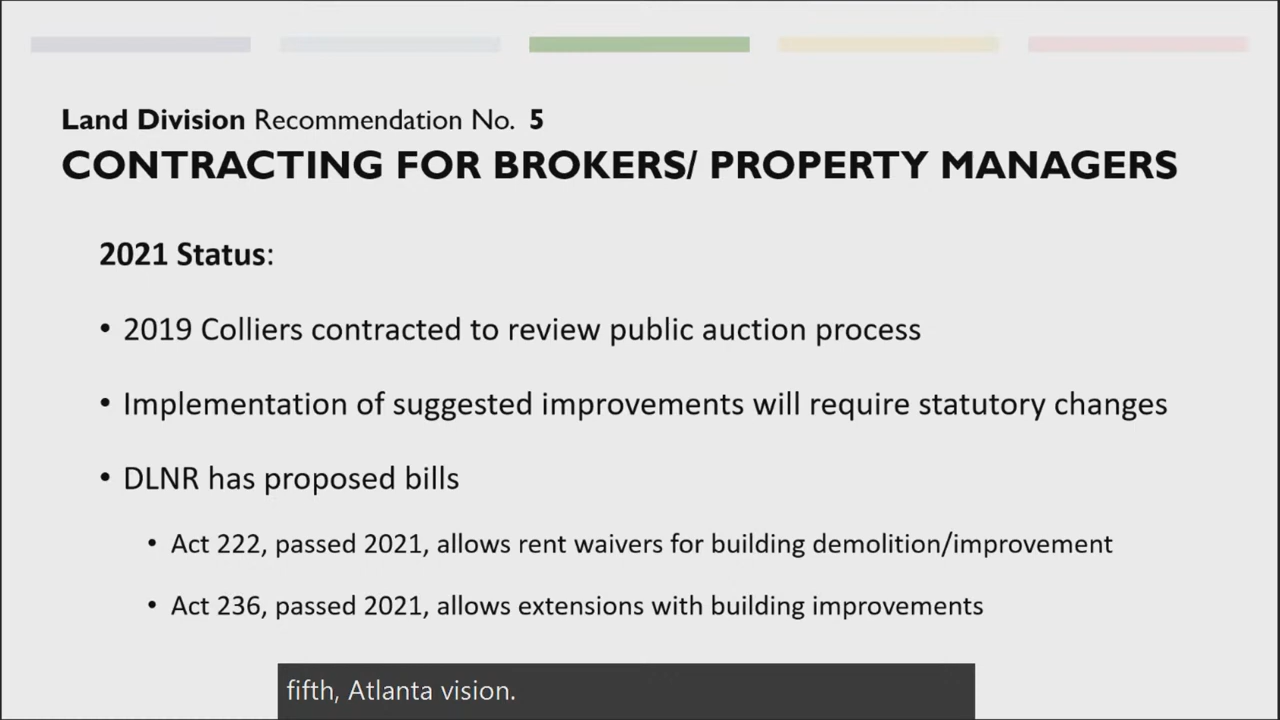 Land Division Recommendation No. 5
CONTRACTING FOR BROKERS/ PROPERTY MANAGERS
2021 Status:
• 2019 Colliers contracted to review public auction process
• Implementation of suggested improvements will require statutory changes
• DLNR has proposed bills
• Act 222, passed 2021, allows rent waivers for building demolition/improvement
• Act 236, passed 2021, allows extensions with building improvements
fifth, Atlanta vision.